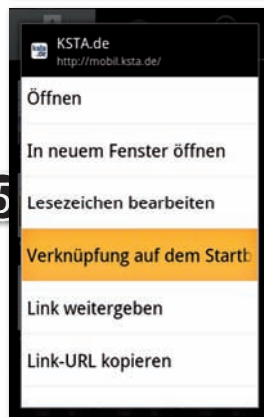 KSTA.de
http://mobil.ksta.de/
Öffnen
In neuem Fenster öffnen
5
Lesezeichen bearbeiten
Verknüpfung auf dem Startb
Link weitergeben
Link-URL kopieren